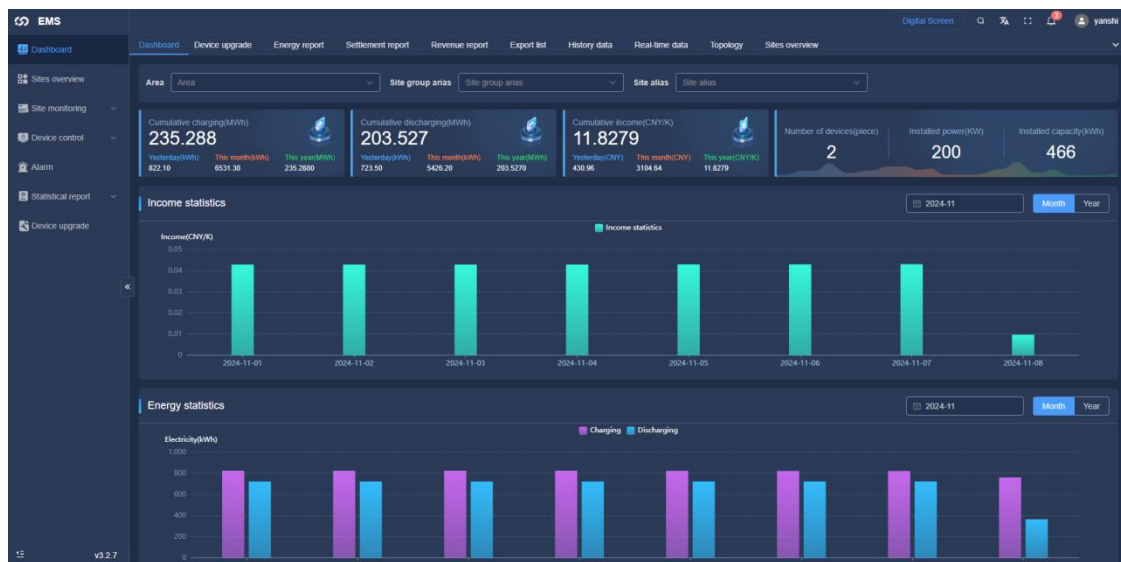 EMS
Digital Screen
3
yanshi
Dashboard
Sites overview
Site monitoring
Device control
Alarm
Statistical report
Device upgrade
v3.2.7
Dashboard Device upgrade Energy report Settlement report Revenue report Export list History data Real-time data Topology Sites overview
Area Area Site group arias Site group arias Site alias Site alias
Cumulative charging(MWh)
235.288
Yesterday(kWh) This month(kWh) This year(MWh)
822.10 6531.30 235.2880
Cumulative discharging(MWh)
203.527
Yesterday(kWh) This month(kWh) This year(MWh)
723.50 5426.20 203.5270
Cumulative income(CNY/K)
11.8279
Yesterday(CNY) This month(CNY) This year(CNY/K)
430.96 3104.64 11.8279
Number of devices(piece) Installed power(KW) Installed capacity(kWh)
2 200 466
Income statistics
2024-11 Month Year
Income statistics
Income(CNY/K)
0.05
0.04
0.03
0.02
0.01
0
2024-11-01 2024-11-02 2024-11-03 2024-11-04 2024-11-05 2024-11-06 2024-11-07 2024-11-08
Energy statistics
2024-11 Month Year
Charging Discharging
Electricity(kWh)
1,000
800
600
400
200
0